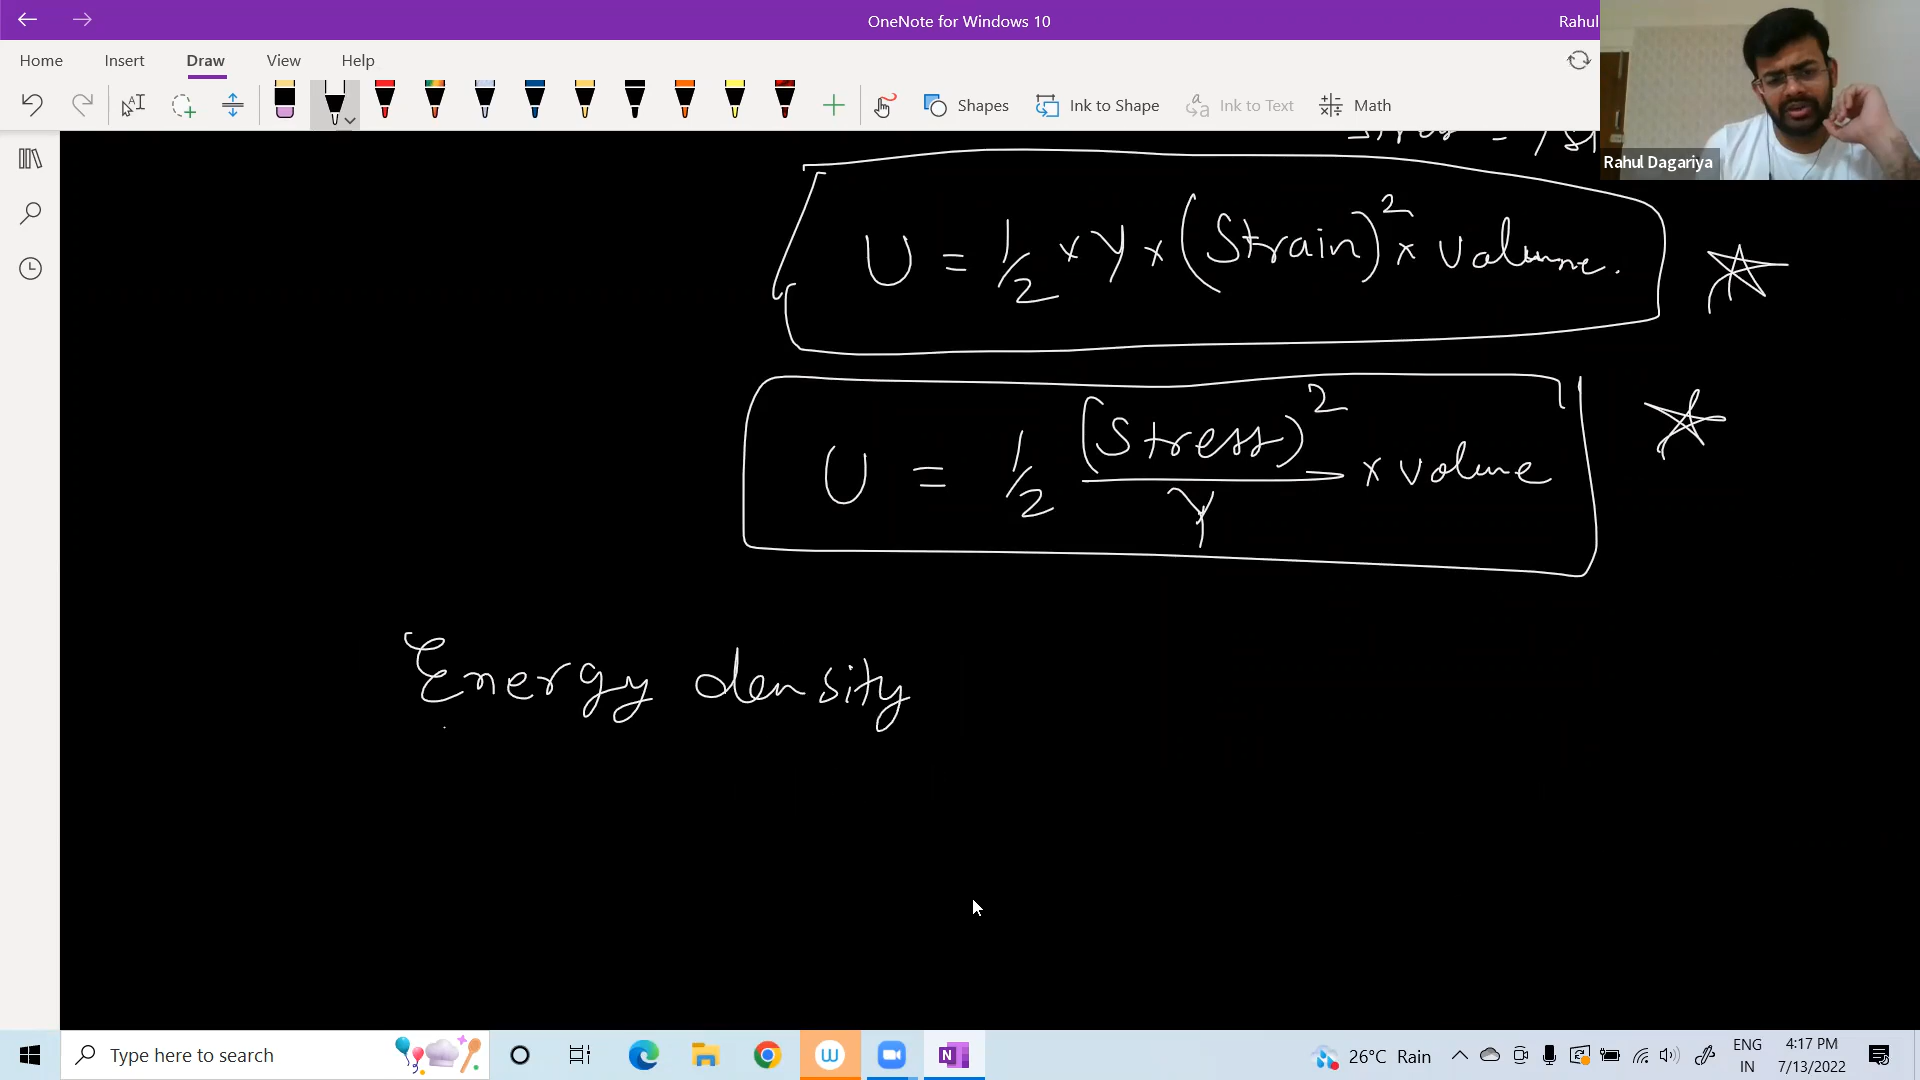 OneNote for Windows 10
Rahul
Home Insert Draw View Help
Shapes Ink to Shape Ink to Text Math
Rahul Dagariya
U = 1/2 × Y × (Strain)² × Volume.
U = 1/2 (Stress)²/Y × Volume
Energy density
Type here to search
26°C Rain
ENG
IN
4:17 PM
7/13/2022